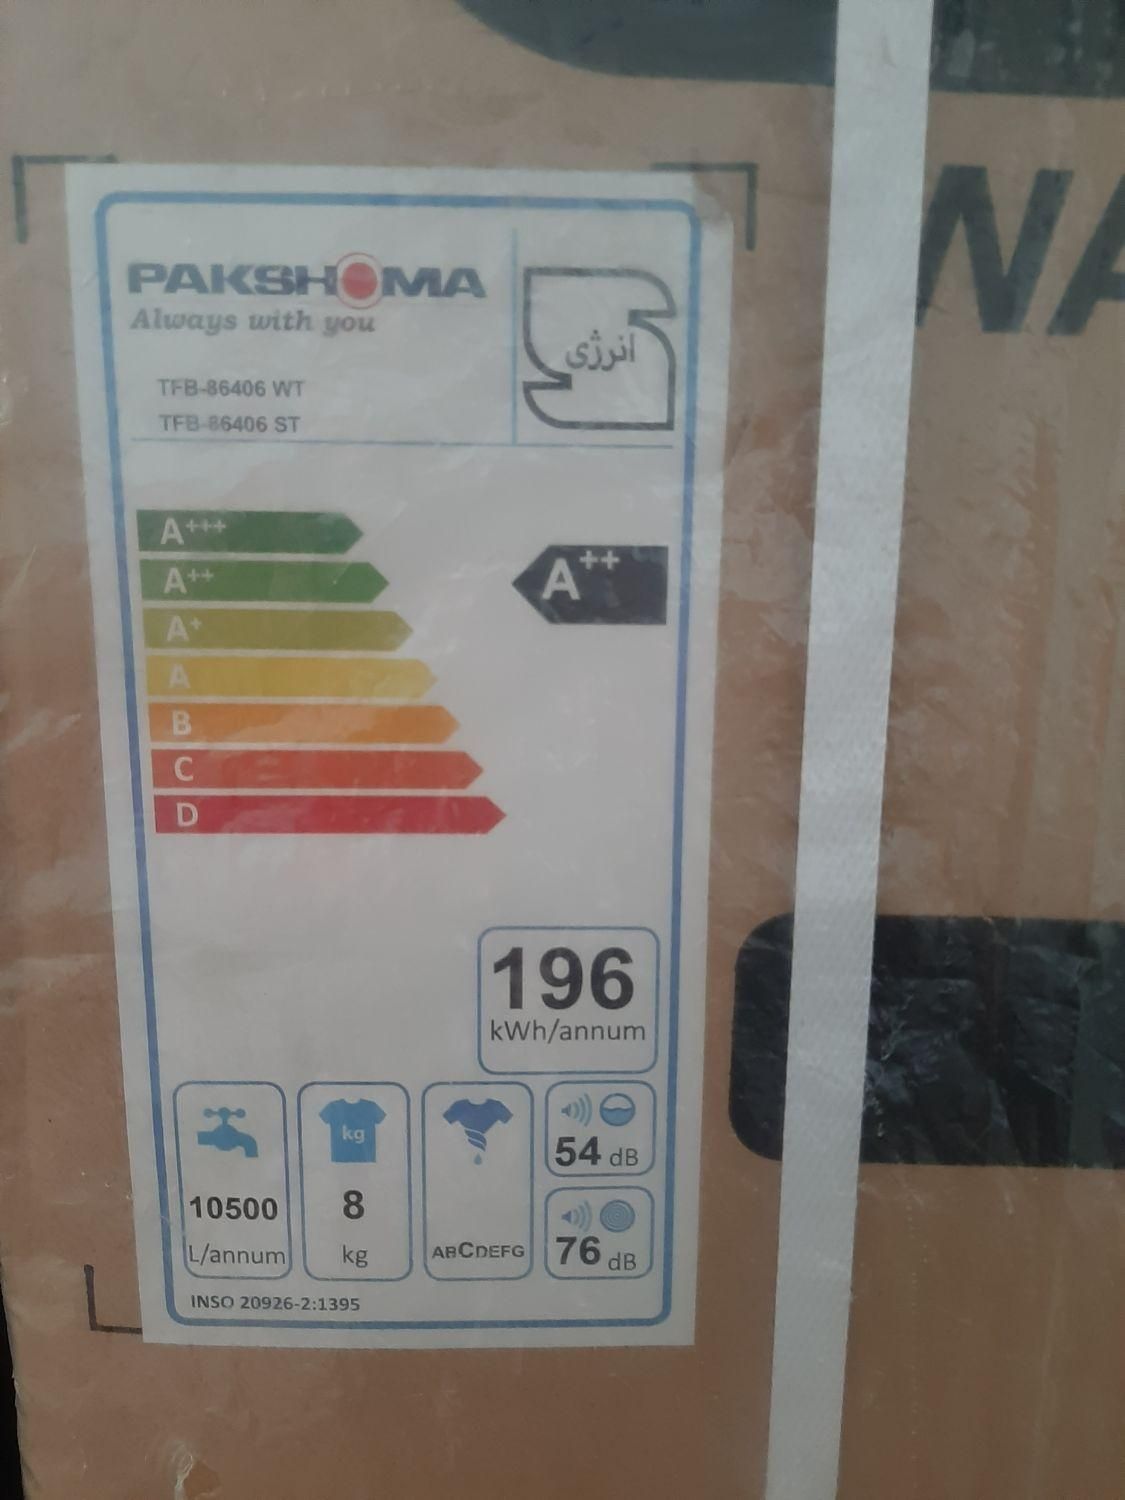 PAKSHOMA
Always with you
انرژی
TFB-86406 WT
TFB-86406 ST
A+++
A++
A+
A
B
C
D
A++
196
kWh/annum
10500
L/annum
kg
8
kg
ABCDEFG
54 dB
76 dB
INSO 20926-2:1395
WA